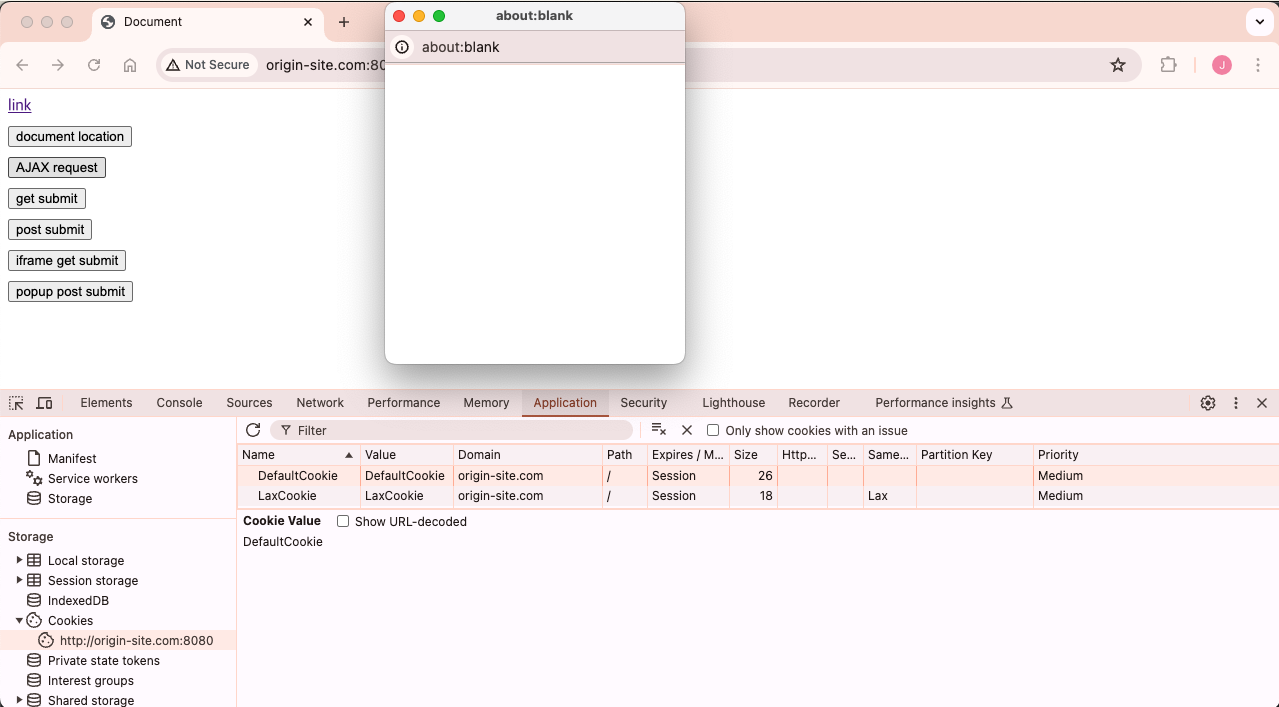 Document
about:blank
Not Secure
origin-site.com:80
about:blank
J
link
document location
AJAX request
get submit
post submit
iframe get submit
popup post submit
Elements Console Sources Network Performance Memory Application Security Lighthouse Recorder Performance insights
Application
Manifest
Service workers
Storage
Storage
Local storage
Session storage
IndexedDB
Cookies
http://origin-site.com:8080
Private state tokens
Interest groups
Shared storage
Filter
Only show cookies with an issue
Name Value Domain Path Expires / M... Size Http... Se... Same... Partition Key Priority
DefaultCookie DefaultCookie origin-site.com / Session 26 Medium
LaxCookie LaxCookie origin-site.com / Session 18 Lax Medium
Cookie Value Show URL-decoded
DefaultCookie